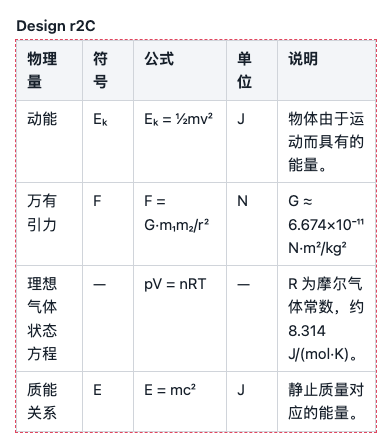 Design r2C
物理量 符号 公式 单位 说明
动能 Eₖ Eₖ = ½mv² J 物体由于运动而具有的能量。
万有引力 F F = G·m₁m₂/r² N G ≈ 6.674×10⁻¹¹ N·m²/kg²
理想气体状态方程 — pV = nRT — R 为摩尔气体常数，约 8.314 J/(mol·K)。
质能关系 E E = mc² J 静止质量对应的能量。